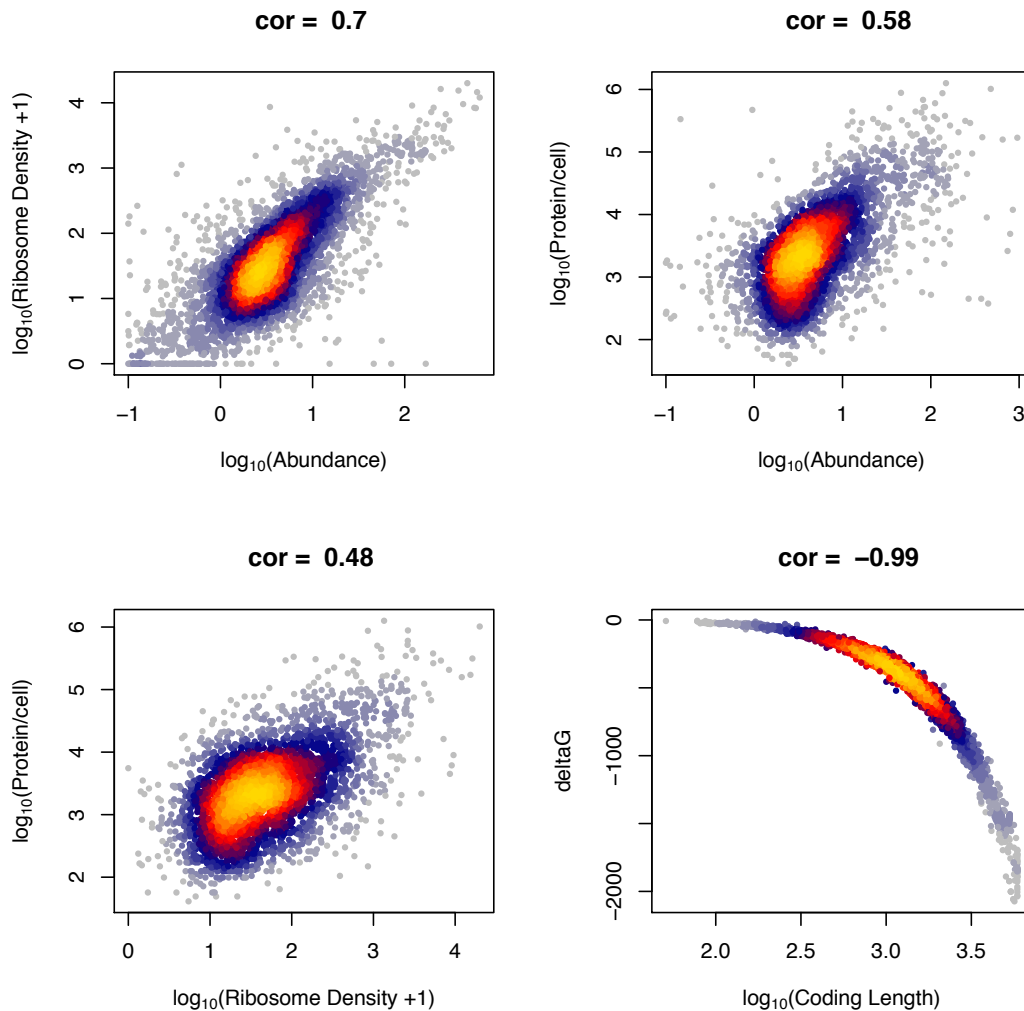 cor = 0.7
log10(Ribosome Density +1)
4
3
2
1
0
−1 0 1 2
log10(Abundance)
cor = 0.58
log10(Protein/cell)
6
5
4
3
2
−1 0 1 2 3
log10(Abundance)
cor = 0.48
log10(Protein/cell)
6
5
4
3
2
0 1 2 3 4
log10(Ribosome Density +1)
cor = −0.99
deltaG
0
−1000
−2000
2.0 2.5 3.0 3.5
log10(Coding Length)